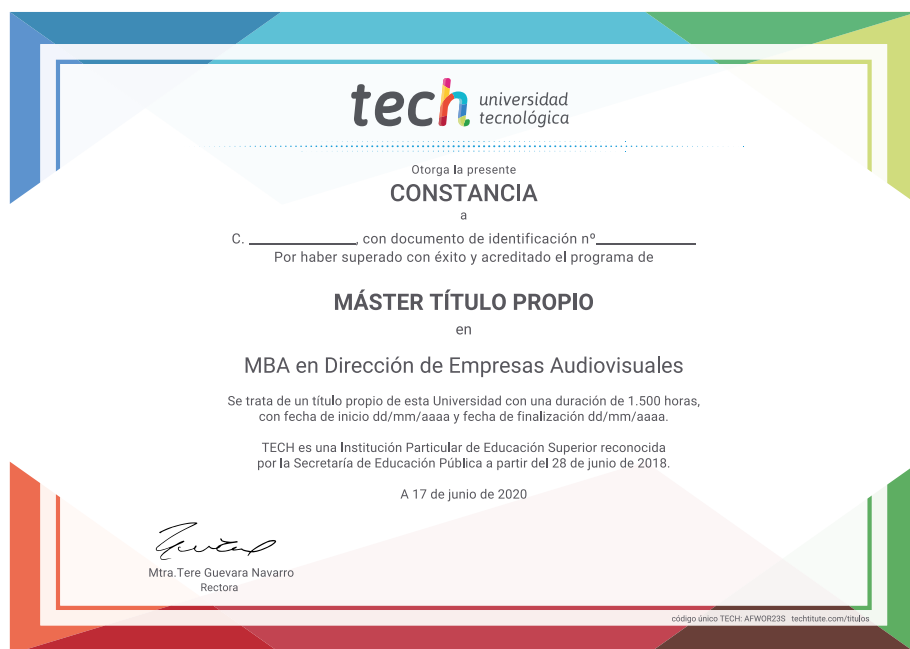 tech universidad
tecnológica
Otorga la presente
CONSTANCIA
a
C. ____________, con documento de identificación nº____________
Por haber superado con éxito y acreditado el programa de
MÁSTER TÍTULO PROPIO
en
MBA en Dirección de Empresas Audiovisuales
Se trata de un título propio de esta Universidad con una duración de 1.500 horas,
con fecha de inicio dd/mm/aaaa y fecha de finalización dd/mm/aaaa.
TECH es una Institución Particular de Educación Superior reconocida
por la Secretaría de Educación Pública a partir del 28 de junio de 2018.
A 17 de junio de 2020
Mtra.Tere Guevara Navarro
Rectora
código único TECH: AFWOR23S techtitute.com/titulos